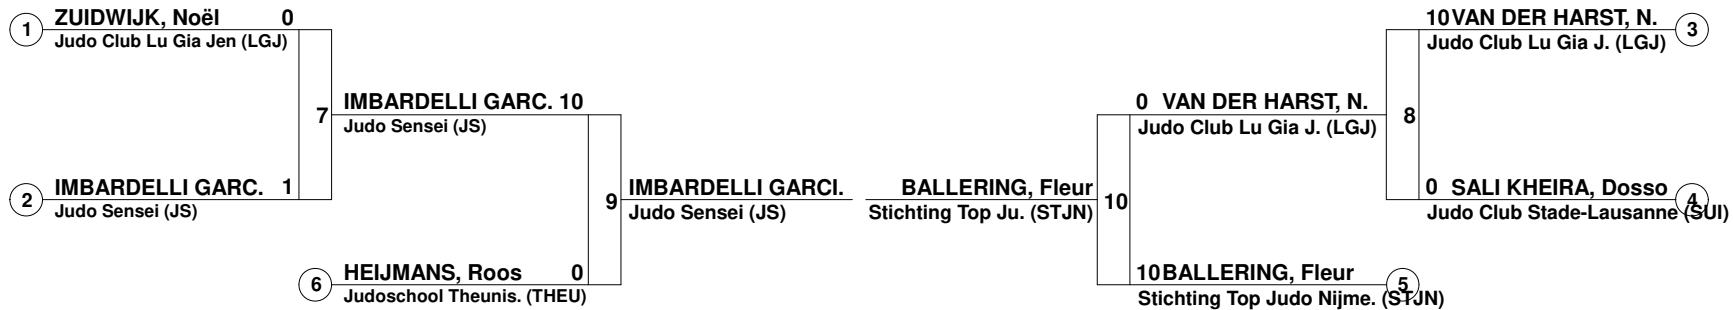 1 ZUIDWIJK, Noël 0
Judo Club Lu Gia Jen (LGJ)
7
2 IMBARDELLI GARC. 1
Judo Sensei (JS)
IMBARDELLI GARC. 10
Judo Sensei (JS)
9
6 HEIJMANS, Roos 0
Judoschool Theunis. (THEU)
IMBARDELLI GARCI.
Judo Sensei (JS)
BALLERING, Fleur
Stichting Top Ju. (STJN)
10
0 VAN DER HARST, N.
Judo Club Lu Gia J. (LGJ)
10 BALLERING, Fleur 5
Stichting Top Judo Nijme. (STJN)
8
10 VAN DER HARST, N. 3
Judo Club Lu Gia J. (LGJ)
0 SALI KHEIRA, Dosso 4
Judo Club Stade-Lausanne (SUI)